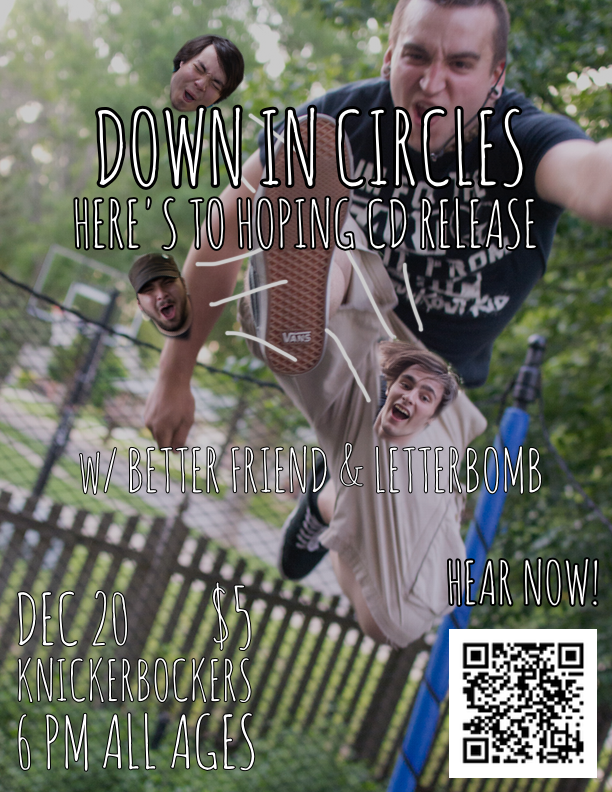 DOWN IN CIRCLES
HERE'S TO HOPING CD RELEASE
VANS
W/ BETTER FRIEND & LETTERBOMB
HEAR NOW!
DEC 20 $5
KNICKERBOCKERS
6 PM ALL AGES